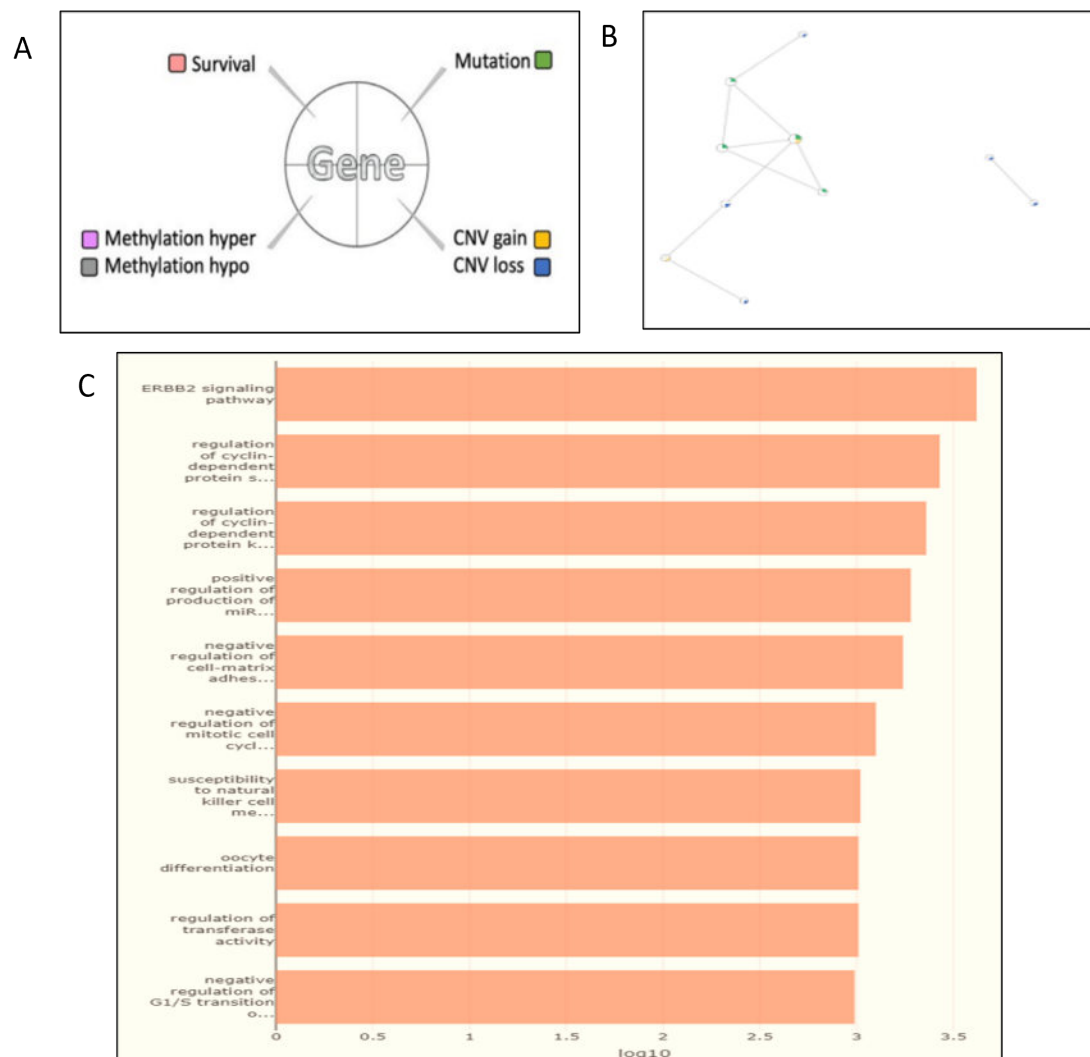 A
Survival
Mutation
Gene
Methylation hyper
Methylation hypo
CNV gain
CNV loss
B
C
ERBB2 signaling
pathway
regulation
of cyclin-
dependent
protein s...
regulation
of cyclin-
dependent
protein k...
positive
regulation of
production of
miR...
negative
regulation of
cell-matrix
adhes...
negative
regulation of
mitotic cell
cycl...
susceptibility
to natural
killer cell
me...
oocyte
differentiation
regulation of
transferase
activity
negative
regulation of
G1/S transition
o...
0 0.5 1 1.5 2 2.5 3 3.5
log10